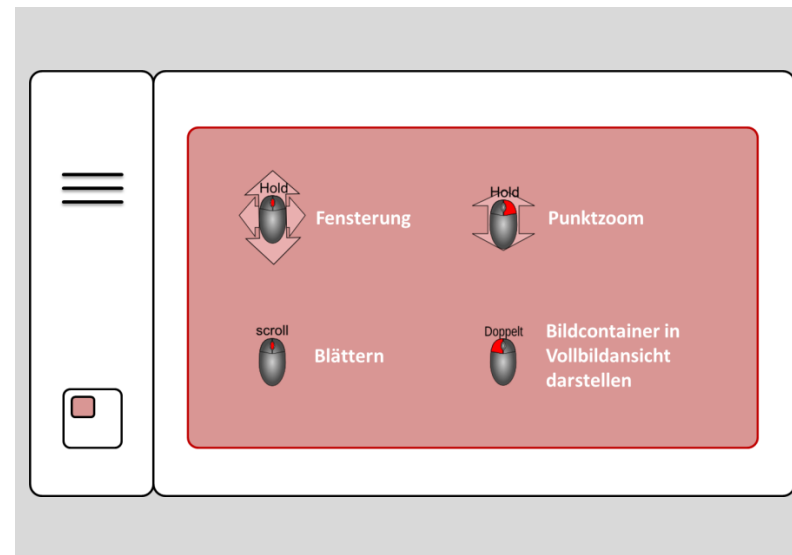 Hold
Fensterung
Hold
Punktzoom
scroll
Blättern
Doppelt
Bildcontainer in
Vollbildansicht
darstellen